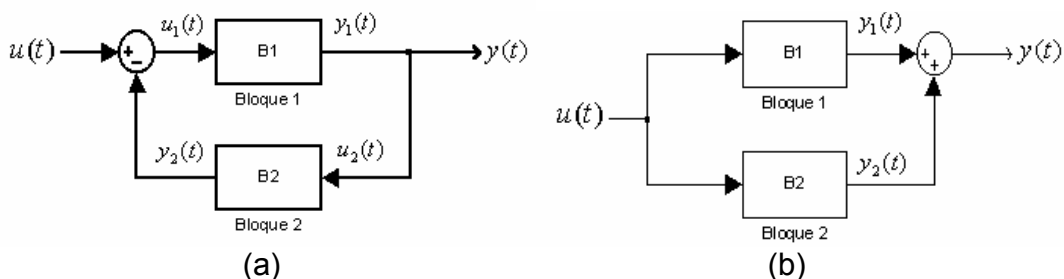 u(t)
+
−
u₁(t)
B1
Bloque 1
y₁(t)
y(t)
y₂(t)
B2
Bloque 2
u₂(t)
(a)
u(t)
B1
Bloque 1
y₁(t)
B2
Bloque 2
y₂(t)
+
+
y(t)
(b)